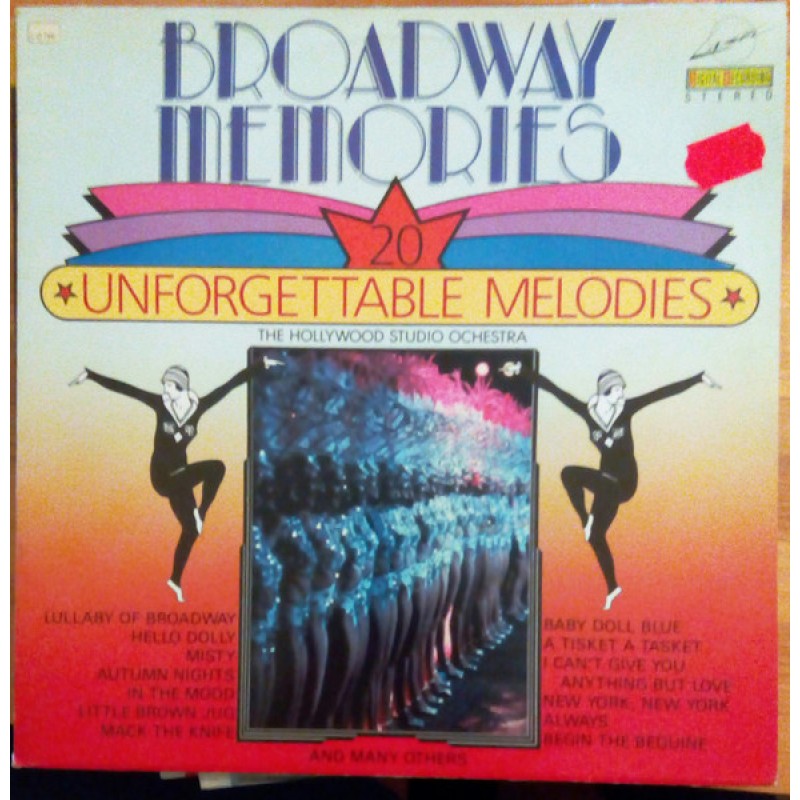 BROADWAY
MEMORIES
DIGITAL RECORDING
STEREO
20
UNFORGETTABLE MELODIES
THE HOLLYWOOD STUDIO OCHESTRA
LULLABY OF BROADWAY
HELLO DOLLY
MISTY
AUTUMN NIGHTS
IN THE MOOD
LITTLE BROWN JUG
MACK THE KNIFE
BABY DOLL BLUE
A TISKET A TASKET
I CAN'T GIVE YOU
ANYTHING BUT LOVE
NEW YORK, NEW YORK
ALWAYS
BEGIN THE BEGUINE
AND MANY OTHERS